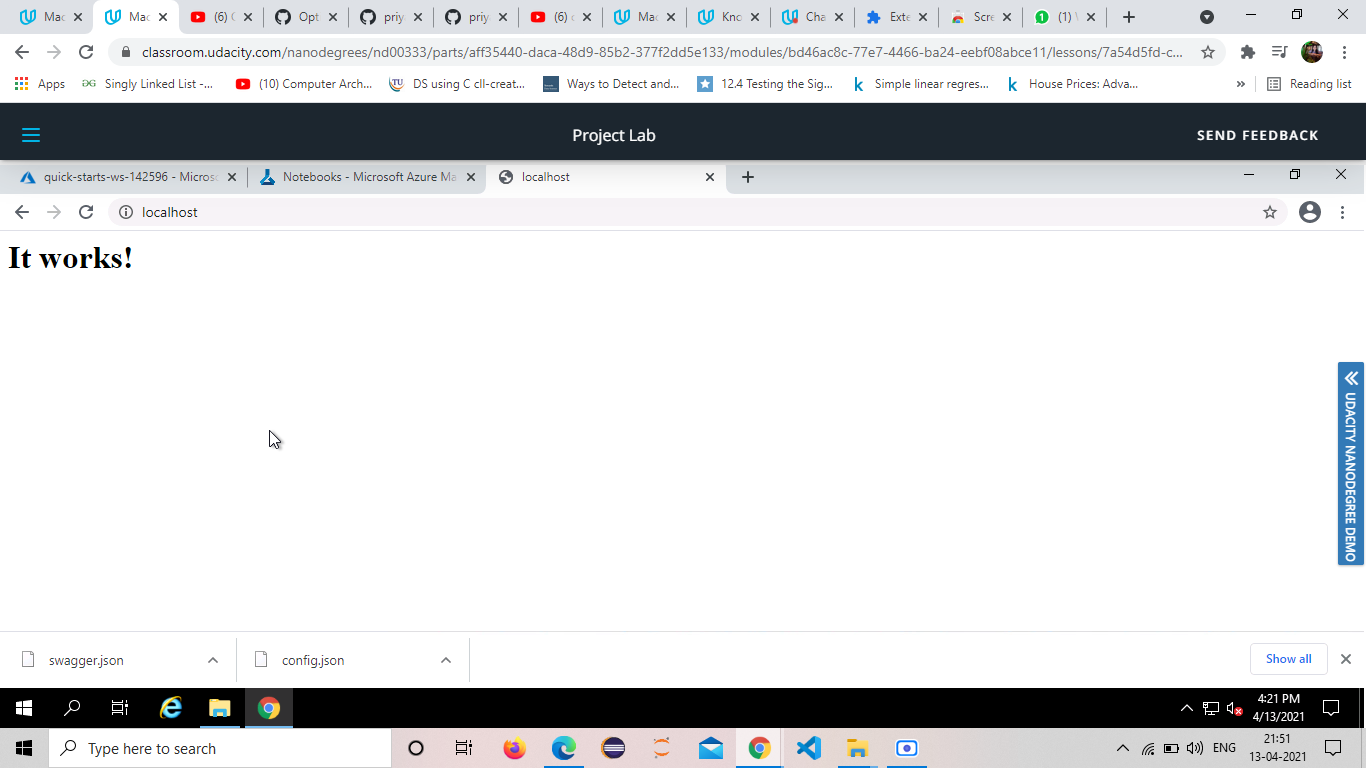 Mac
Mac
(6) C
Opt
priy
priy
(6) c
Mac
Kno
Cha
Exte
Scre
(1) W
classroom.udacity.com/nanodegrees/nd00333/parts/aff35440-daca-48d9-85b2-377f2dd5e133/modules/bd46ac8c-77e7-4466-ba24-eebf08abce11/lessons/7a54d5fd-c...
Apps
Singly Linked List -...
(10) Computer Arch...
DS using C cll-creat...
Ways to Detect and...
12.4 Testing the Sig...
Simple linear regres...
House Prices: Adva...
»
Reading list
Project Lab
SEND FEEDBACK
quick-starts-ws-142596 - Microso
Notebooks - Microsoft Azure Ma
localhost
localhost
It works!
UDACITY NANODEGREE DEMO
swagger.json
config.json
Show all
4:21 PM
4/13/2021
Type here to search
ENG
21:51
13-04-2021